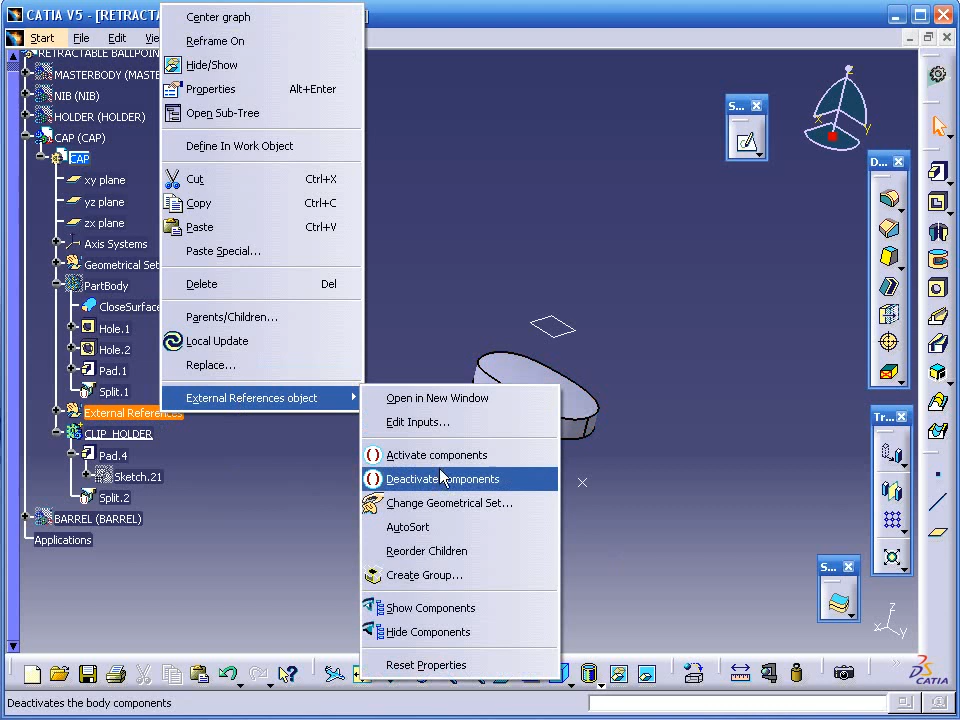 CATIA V5 - [RETRACTA
Start File Edit Vie
RETRACTABLE BALLPOIN
MASTERBODY (MASTE
NIB (NIB)
HOLDER (HOLDER)
CAP (CAP)
CAP
xy plane
yz plane
zx plane
Axis Systems
Geometrical Set
PartBody
CloseSurface
Hole.1
Hole.2
Pad.1
Split.1
External References
CLIP_HOLDER
Pad.4
Sketch.21
Split.2
BARREL (BARREL)
Applications
Center graph
Reframe On
Hide/Show
Properties Alt+Enter
Open Sub-Tree
Define In Work Object
Cut Ctrl+X
Copy Ctrl+C
Paste Ctrl+V
Paste Special...
Delete Del
Parents/Children...
Local Update
Replace...
External References object
Open in New Window
Edit Inputs...
Activate components
Deactivate components
Change Geometrical Set...
AutoSort
Reorder Children
Create Group...
Show Components
Hide Components
Reset Properties
S...
D...
Tr...
S...
x
y
z
x
y
CATIA
Deactivates the body components